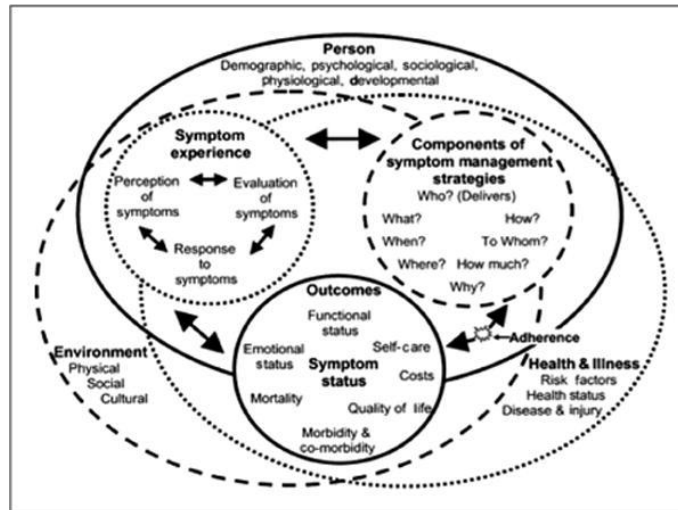 Person
Demographic, psychological, sociological,
physiological, developmental
Symptom
experience
Perception
of
symptoms
Evaluation
of
symptoms
Response
to
symptoms
Components of
symptom management
strategies
Who? (Delivers)
What?
How?
When?
To Whom?
Where?
How much?
Why?
Outcomes
Functional
status
Emotional
status
Self-care
Symptom
status
Costs
Mortality
Quality of life
Morbidity &
co-morbidity
Adherence
Environment
Physical
Social
Cultural
Health & Illness
Risk factors
Health status
Disease & injury